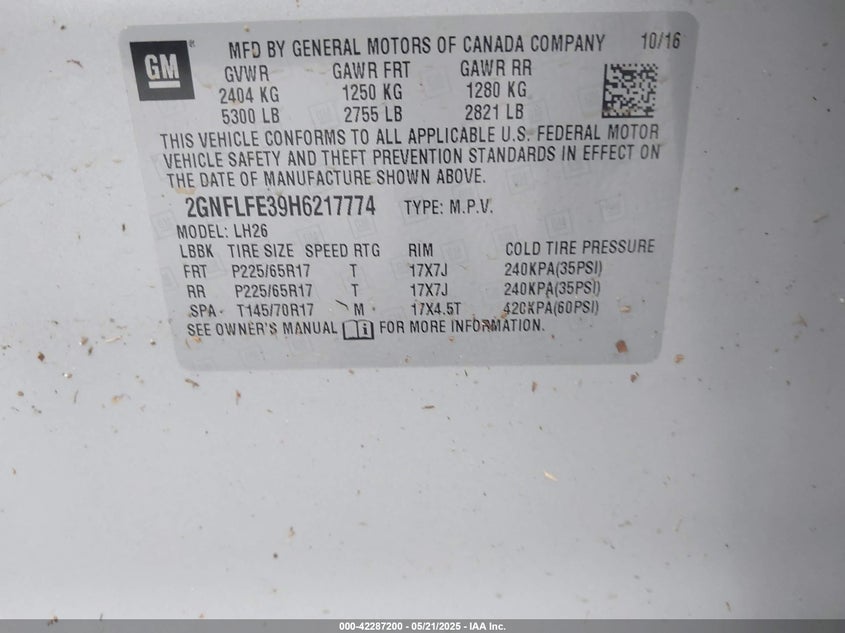 GM
MFD BY GENERAL MOTORS OF CANADA COMPANY 10/16
GVWR GAWR FRT GAWR RR
2404 KG 1250 KG 1280 KG
5300 LB 2755 LB 2821 LB
THIS VEHICLE CONFORMS TO ALL APPLICABLE U.S. FEDERAL MOTOR
VEHICLE SAFETY AND THEFT PREVENTION STANDARDS IN EFFECT ON
THE DATE OF MANUFACTURE SHOWN ABOVE.
2GNFLFE39H6217774 TYPE: M.P.V.
MODEL: LH26
LBBK TIRE SIZE SPEED RTG RIM COLD TIRE PRESSURE
FRT P225/65R17 T 17X7J 240KPA(35PSI)
RR P225/65R17 T 17X7J 240KPA(35PSI)
SPA T145/70R17 M 17X4.5T 420KPA(60PSI)
SEE OWNER'S MANUAL FOR MORE INFORMATION.
000-42287200 - 05/21/2025 - IAA Inc.